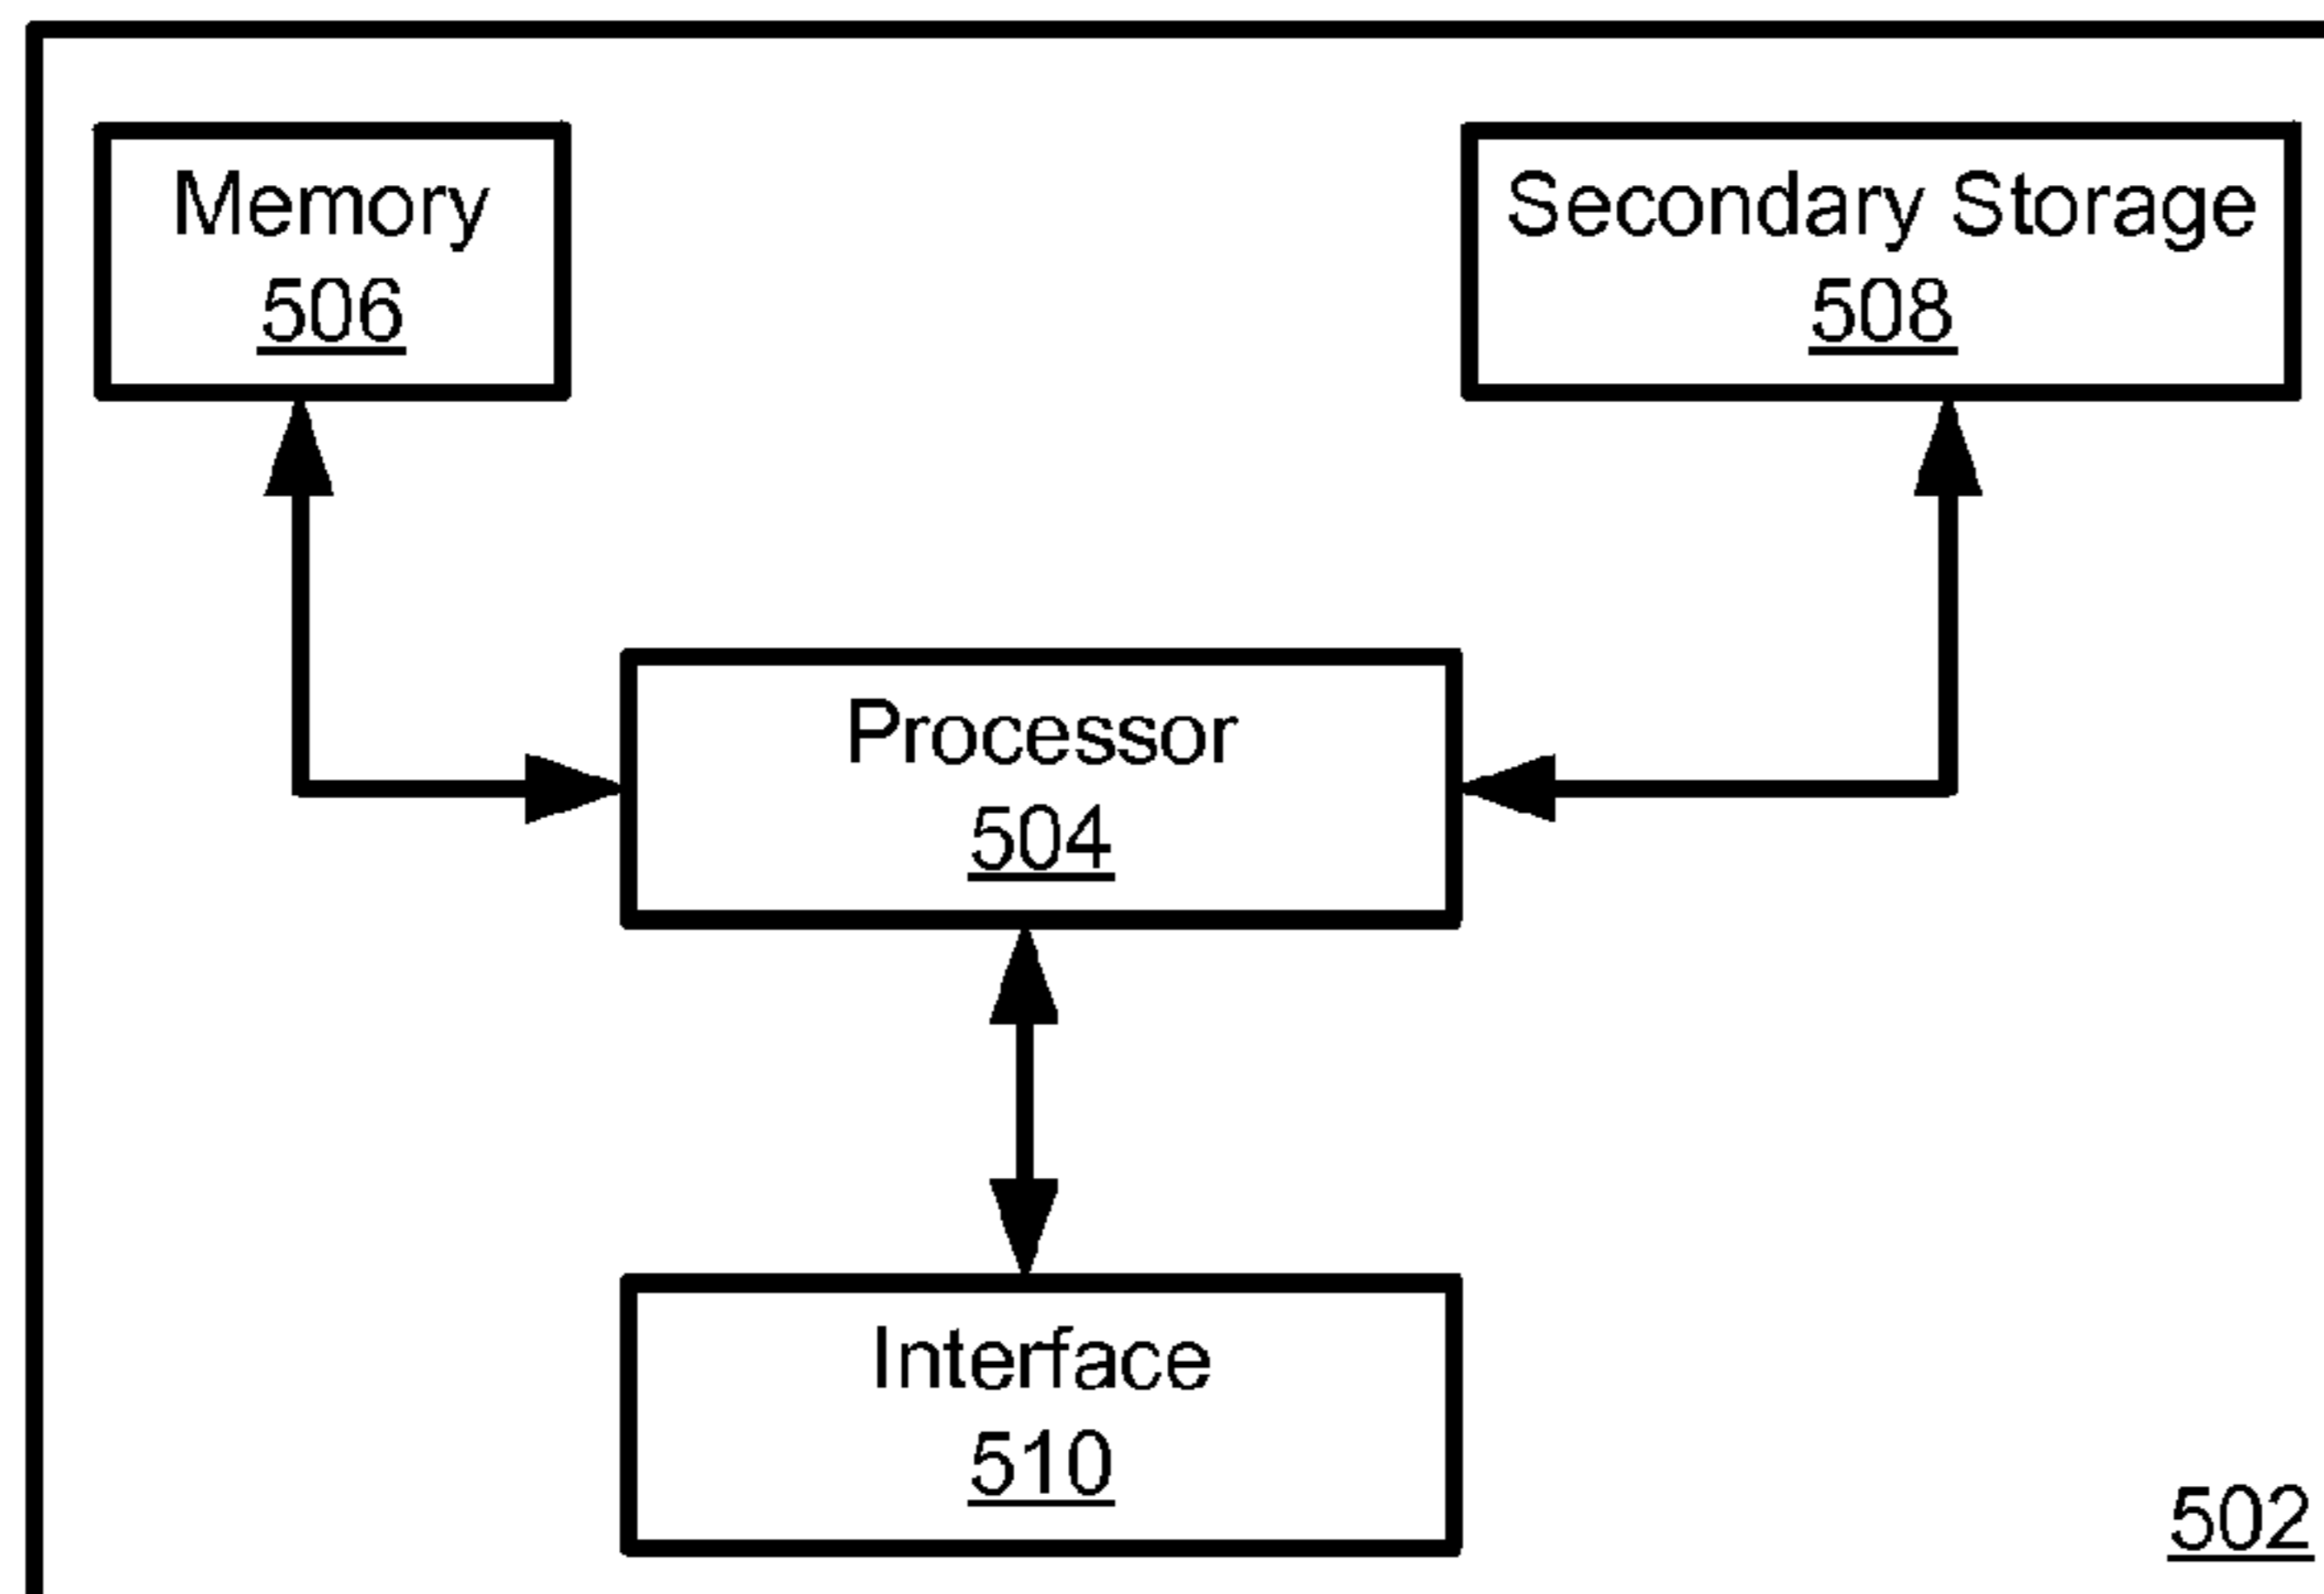 Memory
506
Secondary Storage
508
Processor
504
Interface
510
502